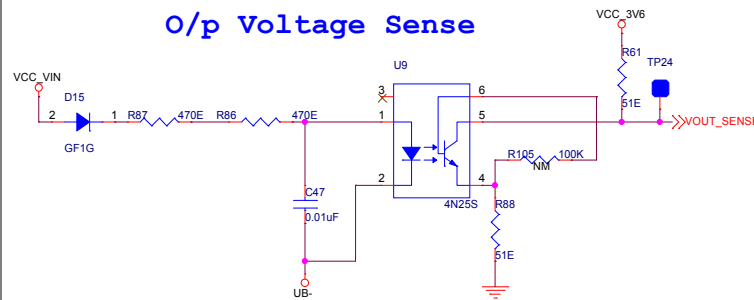 O/p Voltage Sense
VCC_3V6
U9
R61
TP24
VCC_VIN
D15
3
6
2
1
R87
470E
R86
470E
1
5
51E
VOUT_SENSI
GF1G
R105
100K
NM
2
4
C47
4N25S
R88
0.01uF
51E
UB-